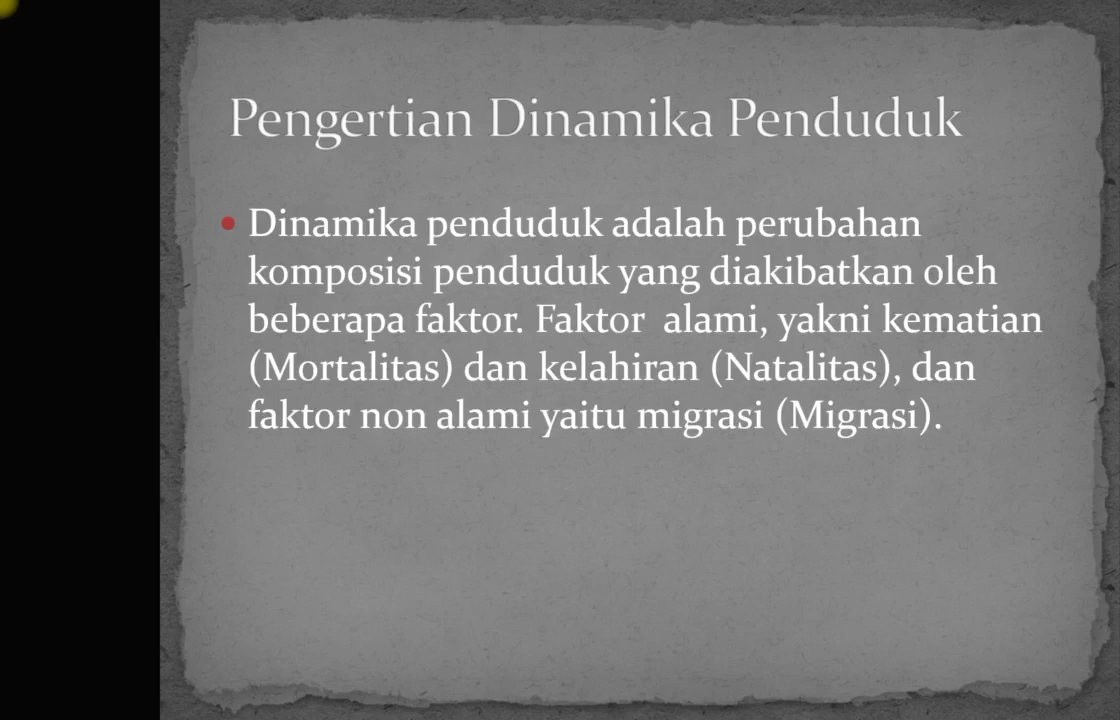 Pengertian Dinamika Penduduk
• Dinamika penduduk adalah perubahan
komposisi penduduk yang diakibatkan oleh
beberapa faktor. Faktor  alami, yakni kematian
(Mortalitas) dan kelahiran (Natalitas), dan
faktor non alami yaitu migrasi (Migrasi).